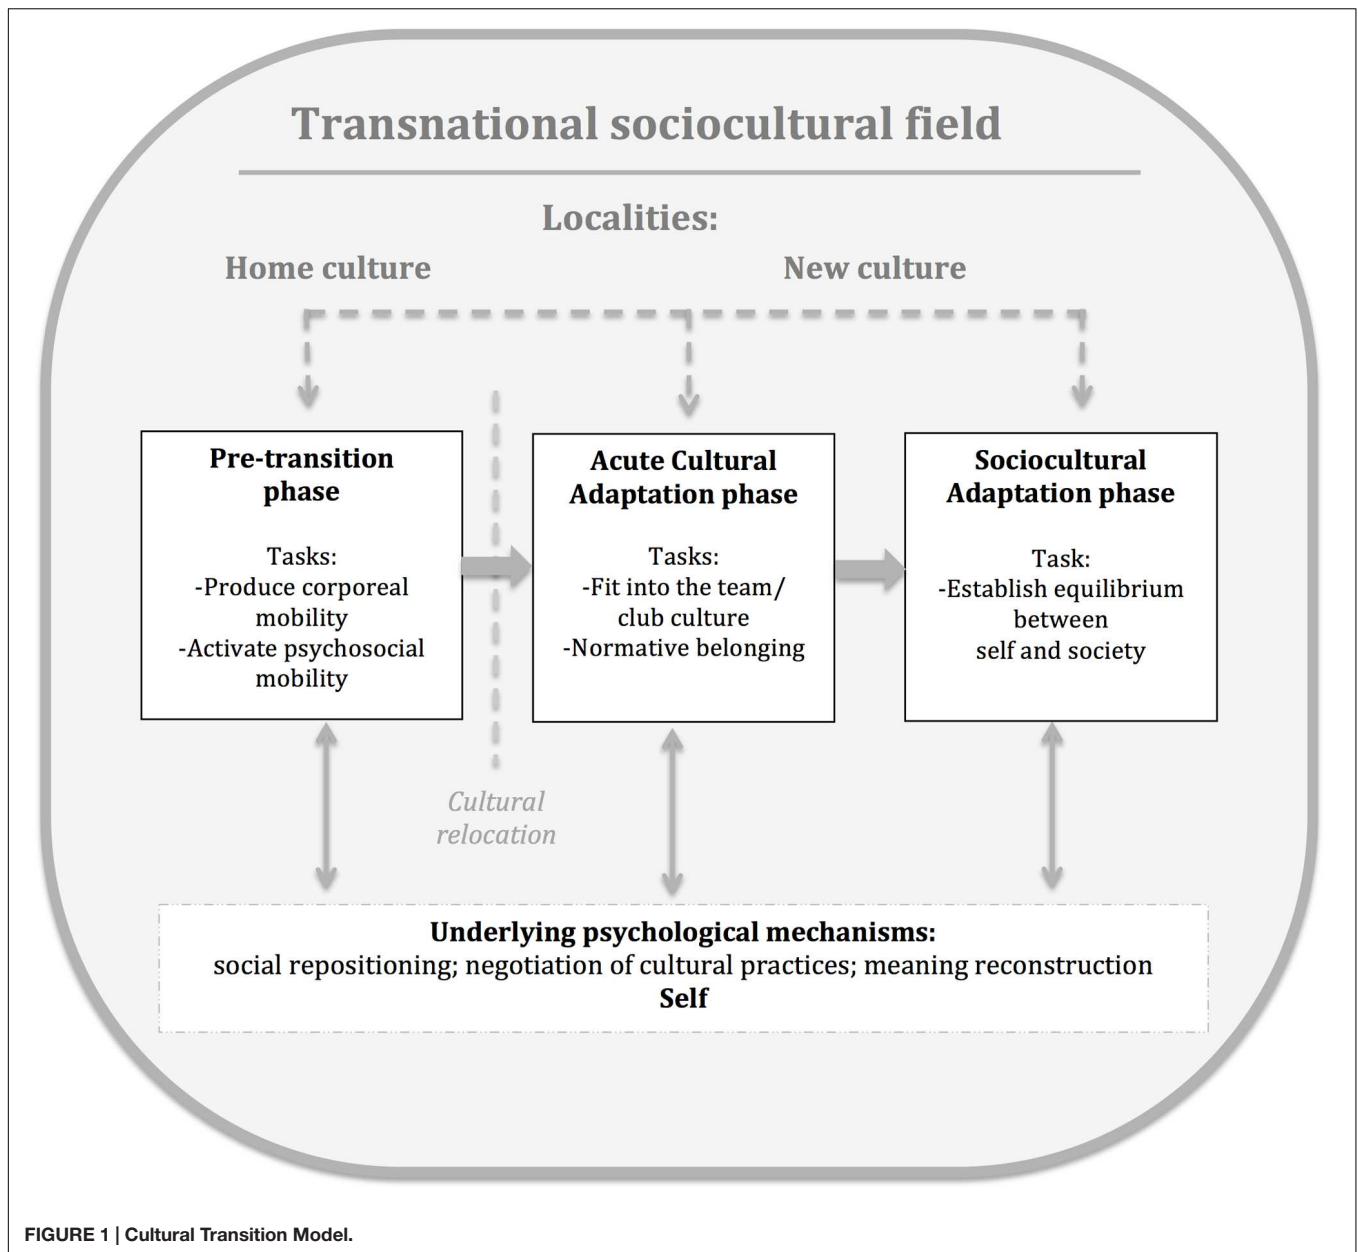 Transnational sociocultural field
Localities:
Home culture
New culture
Pre-transition
phase
Tasks:
-Produce corporeal
mobility
-Activate psychosocial
mobility
Acute Cultural
Adaptation phase
Tasks:
-Fit into the team/
club culture
-Normative belonging
Sociocultural
Adaptation phase
Task:
-Establish equilibrium
between
self and society
Cultural
relocation
Underlying psychological mechanisms:
social repositioning; negotiation of cultural practices; meaning reconstruction
Self
FIGURE 1 | Cultural Transition Model.